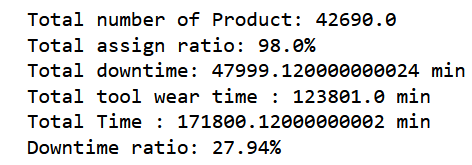 Total number of Product: 42690.0
Total assign ratio: 98.0%
Total downtime: 47999.120000000024 min
Total tool wear time : 123801.0 min
Total Time : 171800.12000000002 min
Downtime ratio: 27.94%